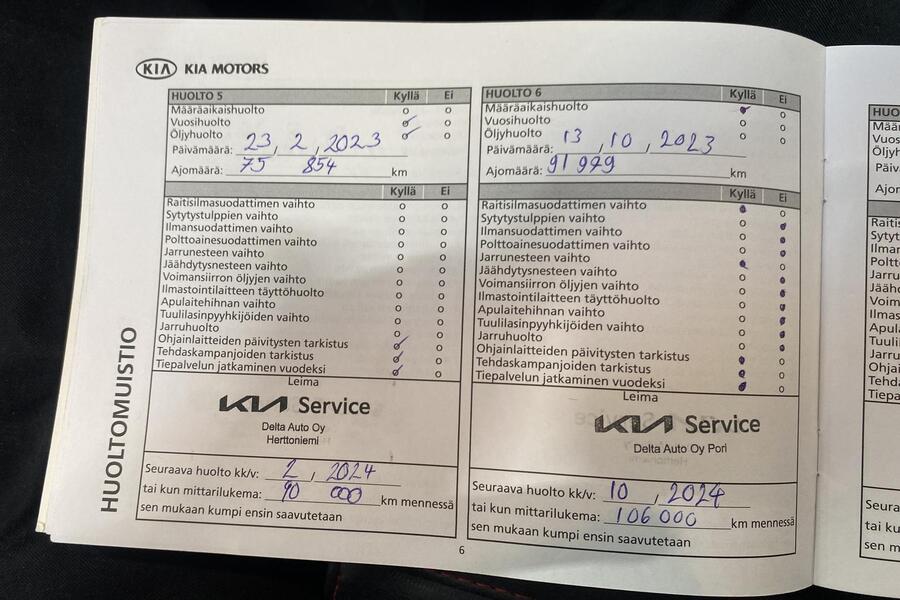 KIA KIA MOTORS
HUOLTOMUISTIO
HUOLTO 5 Kyllä Ei
Määräaikaishuolto
Vuosihuolto
Öljyhuolto
Päivämäärä: 23, 2, 2023
Ajomäärä: 75 854 km
Kyllä Ei
Raitisilmasuodattimen vaihto
Sytytystulppien vaihto
Ilmansuodattimen vaihto
Polttoainesuodattimen vaihto
Jarrunesteen vaihto
Jäähdytysnesteen vaihto
Voimansiirron öljyjen vaihto
Ilmastointilaitteen täyttöhuolto
Apulaitehihnan vaihto
Tuulilasinpyyhkijöiden vaihto
Jarruhuolto
Ohjainlaitteiden päivitysten tarkistus
Tehdaskampanjoiden tarkistus
Tiepalvelun jatkaminen vuodeksi
Leima
KIA Service
Delta Auto Oy
Herttoniemi
Seuraava huolto kk/v: 2, 2024
tai kun mittarilukema: 90 000 km mennessä
sen mukaan kumpi ensin saavutetaan
HUOLTO 6 Kyllä Ei
Määräaikaishuolto
Vuosihuolto
Öljyhuolto
Päivämäärä: 13, 10, 2023
Ajomäärä: 91 979 km
Kyllä Ei
Raitisilmasuodattimen vaihto
Sytytystulppien vaihto
Ilmansuodattimen vaihto
Polttoainesuodattimen vaihto
Jarrunesteen vaihto
Jäähdytysnesteen vaihto
Voimansiirron öljyjen vaihto
Ilmastointilaitteen täyttöhuolto
Apulaitehihnan vaihto
Tuulilasinpyyhkijöiden vaihto
Jarruhuolto
Ohjainlaitteiden päivitysten tarkistus
Tehdaskampanjoiden tarkistus
Tiepalvelun jatkaminen vuodeksi
Leima
KIA Service
Delta Auto Oy Pori
Seuraava huolto kk/v: 10, 2024
tai kun mittarilukema: 106 000 km mennessä
sen mukaan kumpi ensin saavutetaan
6